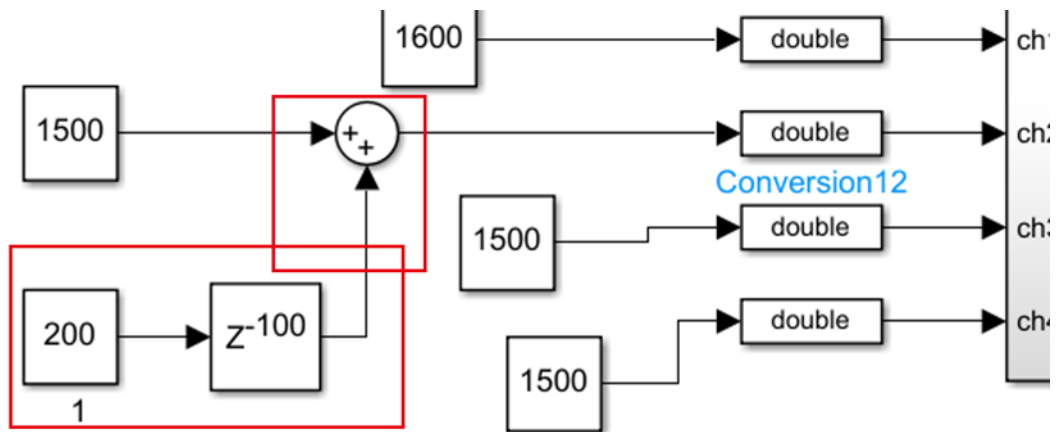 1600
double
ch1
1500
+
+
double
ch2
Conversion12
1500
double
ch3
200
Z-100
double
ch4
1500
1